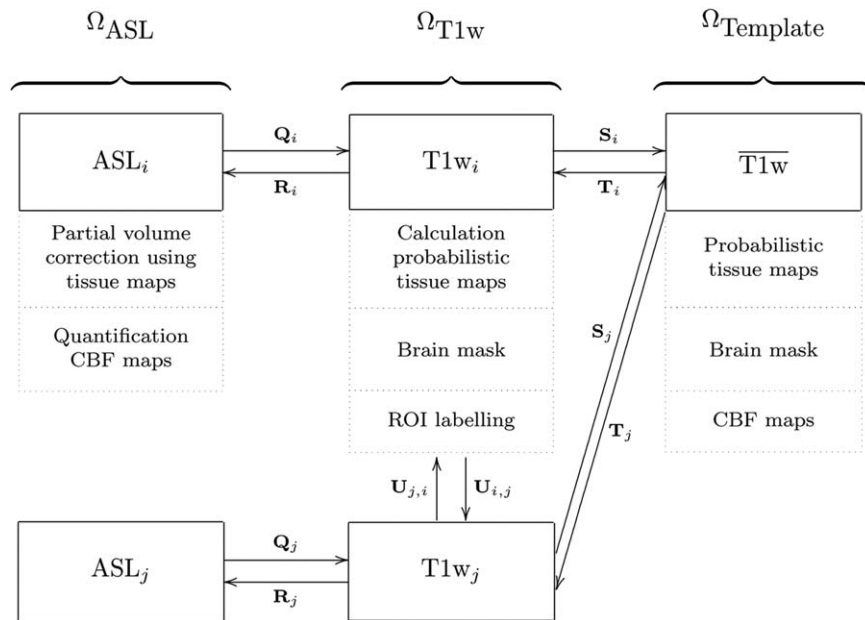 Ω_ASL
Ω_T1w
Ω_Template
ASL_i
Q_i
R_i
T1w_i
S_i
T_i
T1w̅
Partial volume
correction using
tissue maps
Quantification
CBF maps
Calculation
probabilistic
tissue maps
Brain mask
ROI labelling
Probabilistic
tissue maps
Brain mask
CBF maps
S_j
T_j
U_{j,i}
U_{i,j}
ASL_j
Q_j
R_j
T1w_j